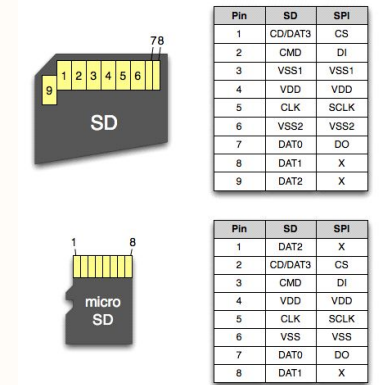 78
1 2 3 4 5 6
9
SD
Pin SD SPI
1 CD/DAT3 CS
2 CMD DI
3 VSS1 VSS1
4 VDD VDD
5 CLK SCLK
6 VSS2 VSS2
7 DAT0 DO
8 DAT1 X
9 DAT2 X
1 8
micro
SD
Pin SD SPI
1 DAT2 X
2 CD/DAT3 CS
3 CMD DI
4 VDD VDD
5 CLK SCLK
6 VSS VSS
7 DAT0 DO
8 DAT1 X